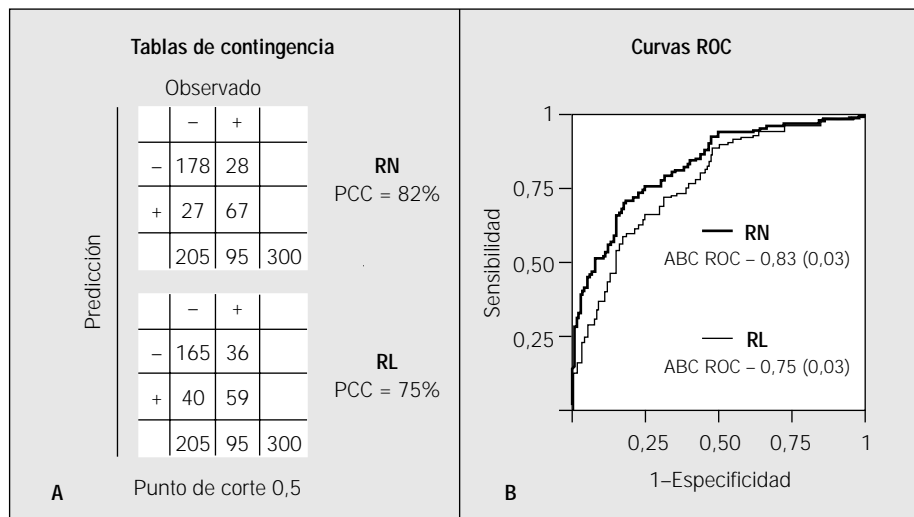 Tablas de contingencia
Observado
Predicción
– +
– 178 28
+ 27 67
205 95 300
RN
PCC = 82%
– +
– 165 36
+ 40 59
205 95 300
RL
PCC = 75%
A
Punto de corte 0,5
Curvas ROC
Sensibilidad
1
0,75
0,50
0,25
RN
ABC ROC – 0,83 (0,03)
RL
ABC ROC – 0,75 (0,03)
0,25 0,50 0,75 1
1–Especificidad
B